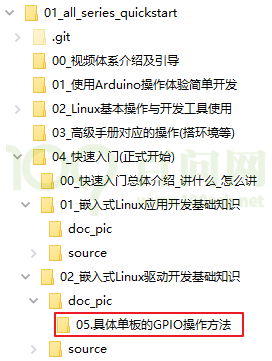 01_all_series_quickstart
.git
00_视频体系介绍及引导
01_使用Arduino操作体验简单开发
02_Linux基本操作与开发工具使用
03_高级手册对应的操作(搭环境等)
04_快速入门(正式开始)
00_快速入门总体介绍_讲什么_怎么讲
01_嵌入式Linux应用开发基础知识
doc_pic
source
02_嵌入式Linux驱动开发基础知识
doc_pic
05.具体单板的GPIO操作方法
source